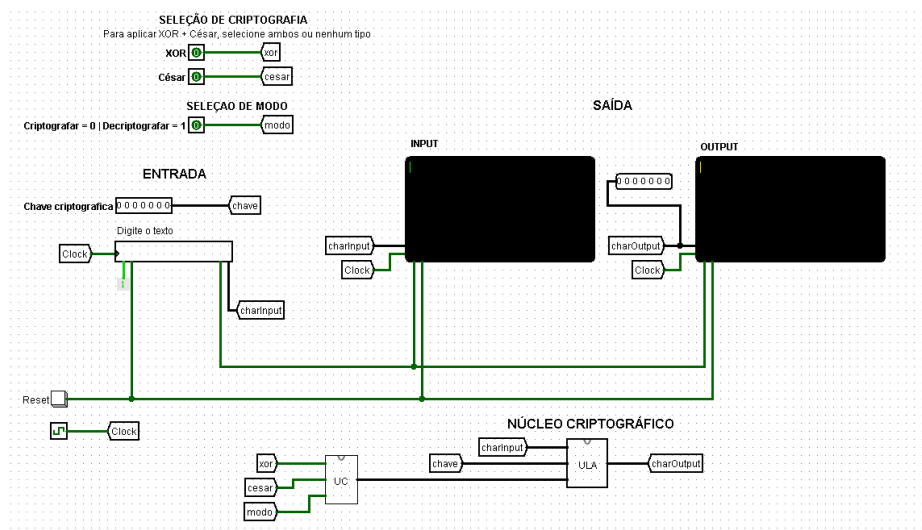 SELEÇÃO DE CRIPTOGRAFIA
Para aplicar XOR + César, selecione ambos ou nenhum tipo
XOR 0 xor
César 0 cesar
SELEÇAO DE MODO
Criptografar = 0 | Decriptografar = 1 0 modo
SAÍDA
INPUT
OUTPUT
ENTRADA
0 0 0 0 0 0 0
Chave criptografica 0 0 0 0 0 0 0 chave
Digite o texto
Clock
charInput
charOutput
Clock
Clock
charInput
Reset
Clock
NÚCLEO CRIPTOGRÁFICO
charInput
xor
chave
ULA
charOutput
UC
cesar
modo